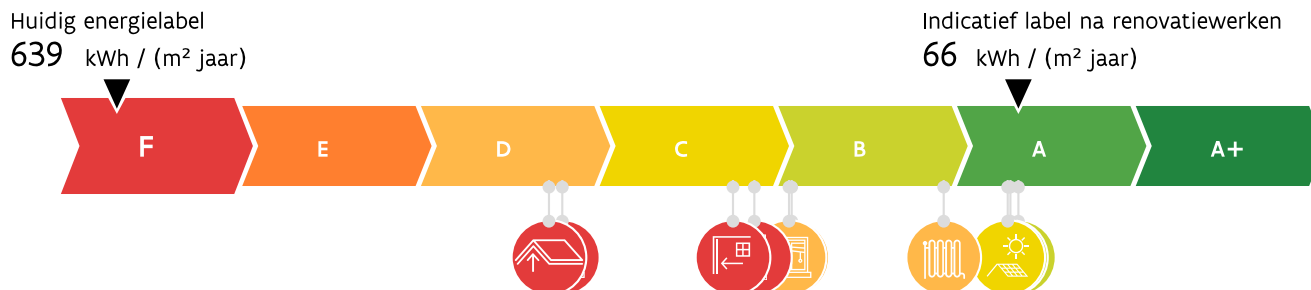 Huidig energielabel
639 kWh / (m² jaar)
Indicatief label na renovatiewerken
66 kWh / (m² jaar)
F E D C B A A+